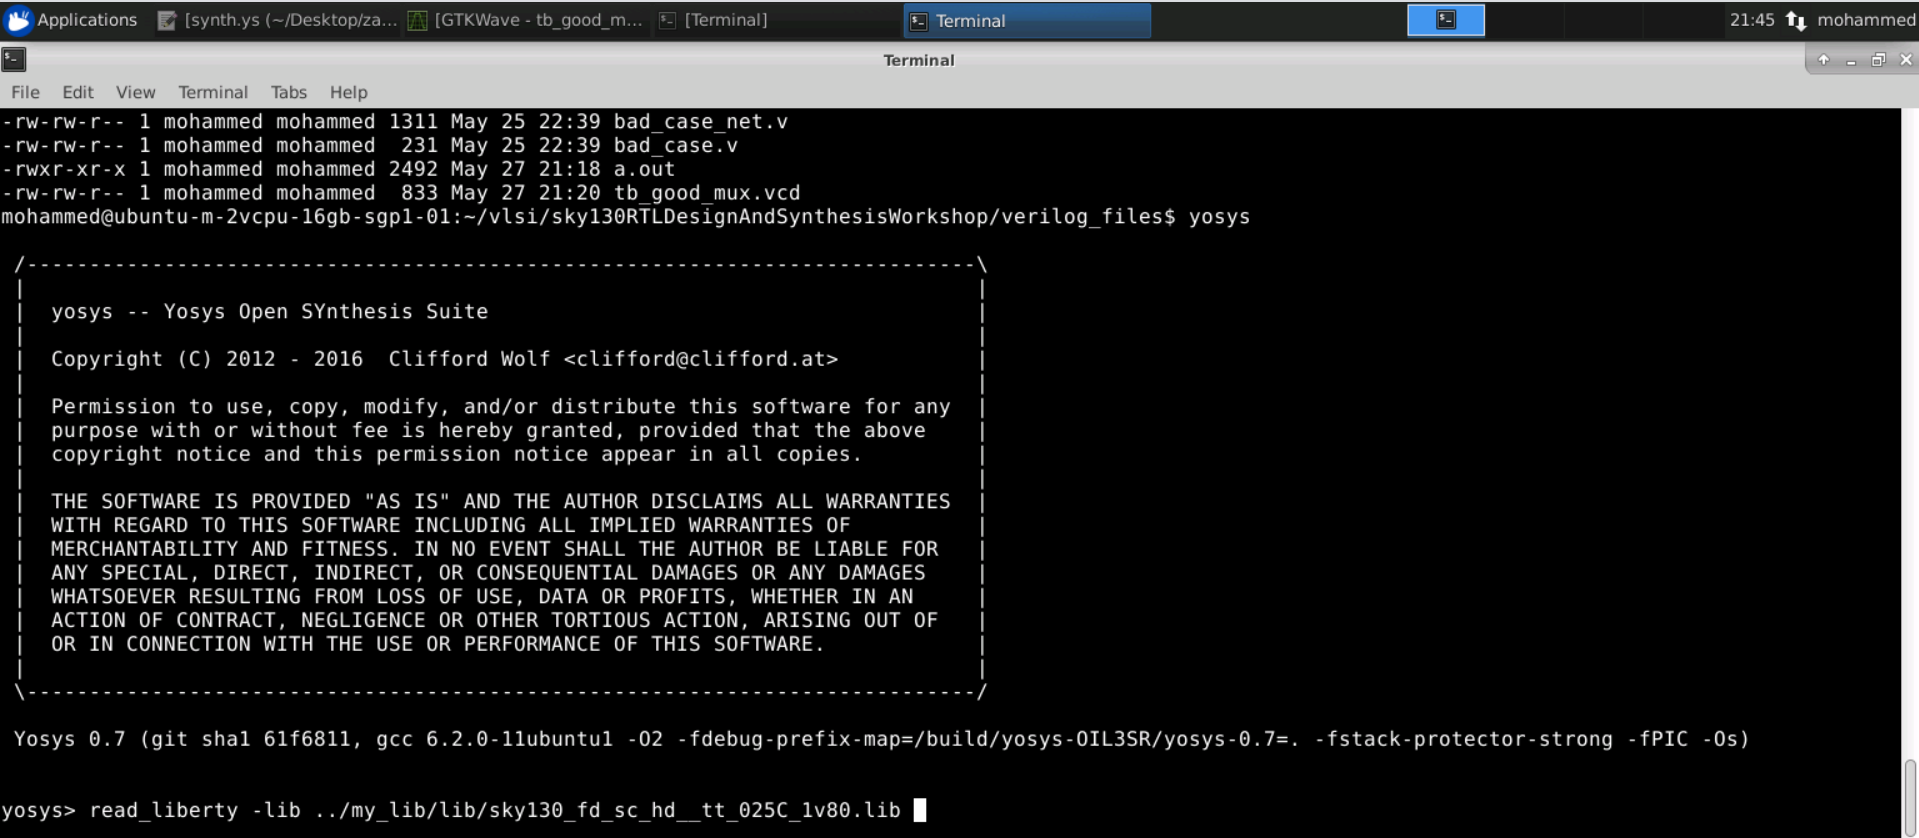 Applications [synth.ys (~/Desktop/za... [GTKWave - tb_good_m... [Terminal] Terminal 21:45 mohammed
Terminal
File Edit View Terminal Tabs Help
-rw-rw-r-- 1 mohammed mohammed 1311 May 25 22:39 bad_case_net.v
-rw-rw-r-- 1 mohammed mohammed  231 May 25 22:39 bad_case.v
-rwxr-xr-x 1 mohammed mohammed 2492 May 27 21:18 a.out
-rw-rw-r-- 1 mohammed mohammed  833 May 27 21:20 tb_good_mux.vcd
mohammed@ubuntu-m-2vcpu-16gb-sgp1-01:~/vlsi/sky130RTLDesignAndSynthesisWorkshop/verilog_files$ yosys
/----------------------------------------------------------------------------\
| yosys -- Yosys Open SYnthesis Suite |
| Copyright (C) 2012 - 2016  Clifford Wolf <clifford@clifford.at> |
| Permission to use, copy, modify, and/or distribute this software for any |
| purpose with or without fee is hereby granted, provided that the above |
| copyright notice and this permission notice appear in all copies. |
| THE SOFTWARE IS PROVIDED "AS IS" AND THE AUTHOR DISCLAIMS ALL WARRANTIES |
| WITH REGARD TO THIS SOFTWARE INCLUDING ALL IMPLIED WARRANTIES OF |
| MERCHANTABILITY AND FITNESS. IN NO EVENT SHALL THE AUTHOR BE LIABLE FOR |
| ANY SPECIAL, DIRECT, INDIRECT, OR CONSEQUENTIAL DAMAGES OR ANY DAMAGES |
| WHATSOEVER RESULTING FROM LOSS OF USE, DATA OR PROFITS, WHETHER IN AN |
| ACTION OF CONTRACT, NEGLIGENCE OR OTHER TORTIOUS ACTION, ARISING OUT OF |
| OR IN CONNECTION WITH THE USE OR PERFORMANCE OF THIS SOFTWARE. |
\----------------------------------------------------------------------------/
Yosys 0.7 (git sha1 61f6811, gcc 6.2.0-11ubuntu1 -O2 -fdebug-prefix-map=/build/yosys-OIL3SR/yosys-0.7=. -fstack-protector-strong -fPIC -Os)
yosys> read_liberty -lib ../my_lib/lib/sky130_fd_sc_hd__tt_025C_1v80.lib